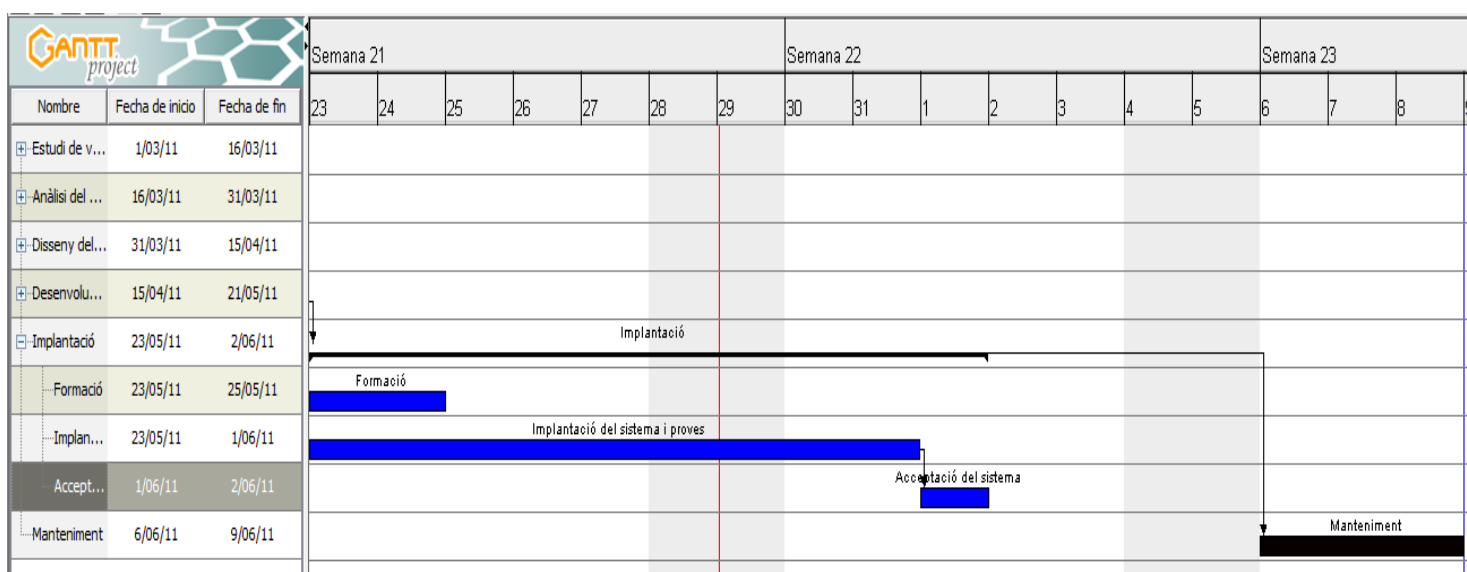 GANTT
project
Semana 21 Semana 22 Semana 23
Nombre Fecha de inicio Fecha de fin 23 24 25 26 27 28 29 30 31 1 2 3 4 5 6 7 8
Estudi de v... 1/03/11 16/03/11
Anàlisi del ... 16/03/11 31/03/11
Disseny del... 31/03/11 15/04/11
Desenvolu... 15/04/11 21/05/11
Implantació 23/05/11 2/06/11 Implantació
Formació 23/05/11 25/05/11 Formació
Implan... 23/05/11 1/06/11 Implantació del sistema i proves
Accept... 1/06/11 2/06/11 Acceptació del sistema
Manteniment 6/06/11 9/06/11 Manteniment